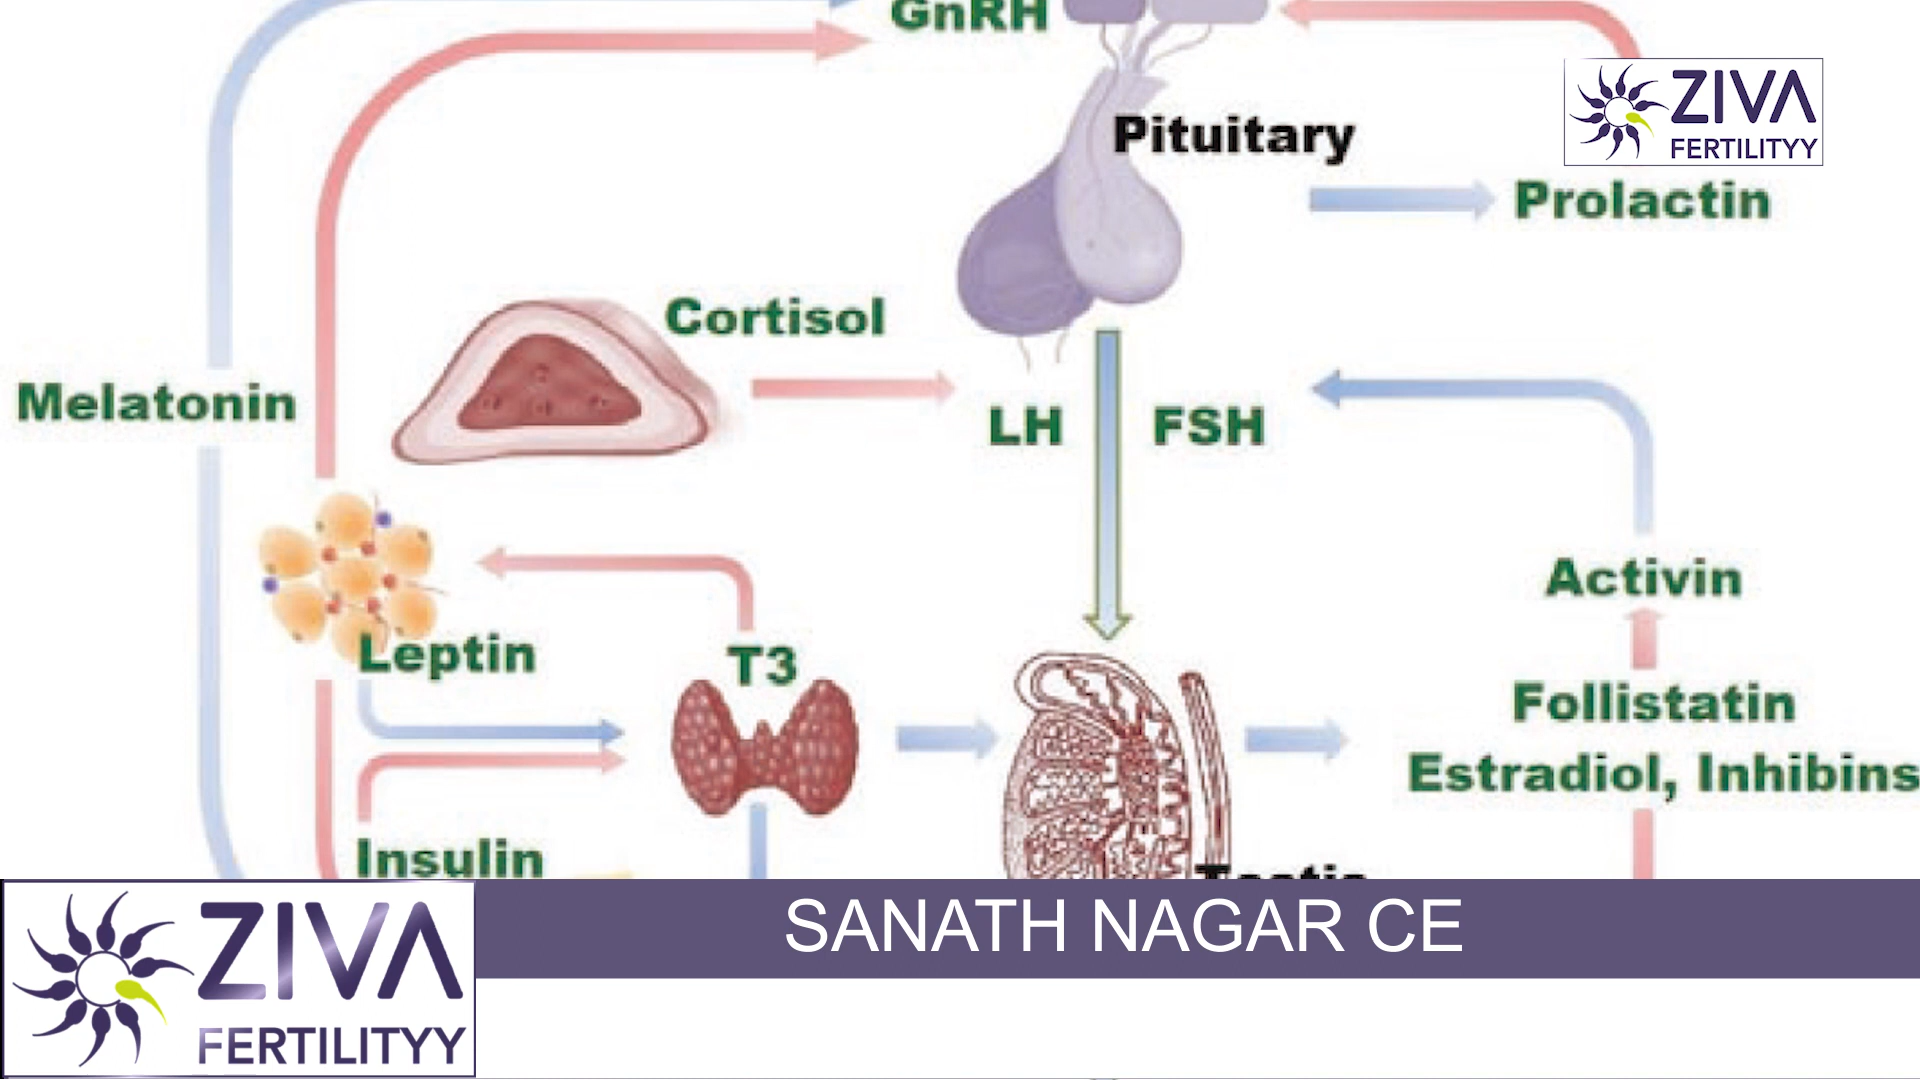 GnRH
ZIVA
FERTILITYY
Pituitary
Prolactin
Cortisol
Melatonin
LH
FSH
Activin
Leptin
T3
Follistatin
Estradiol, Inhibins
Insulin
Testis
SANATH NAGAR CE
ZIVA
FERTILITYY